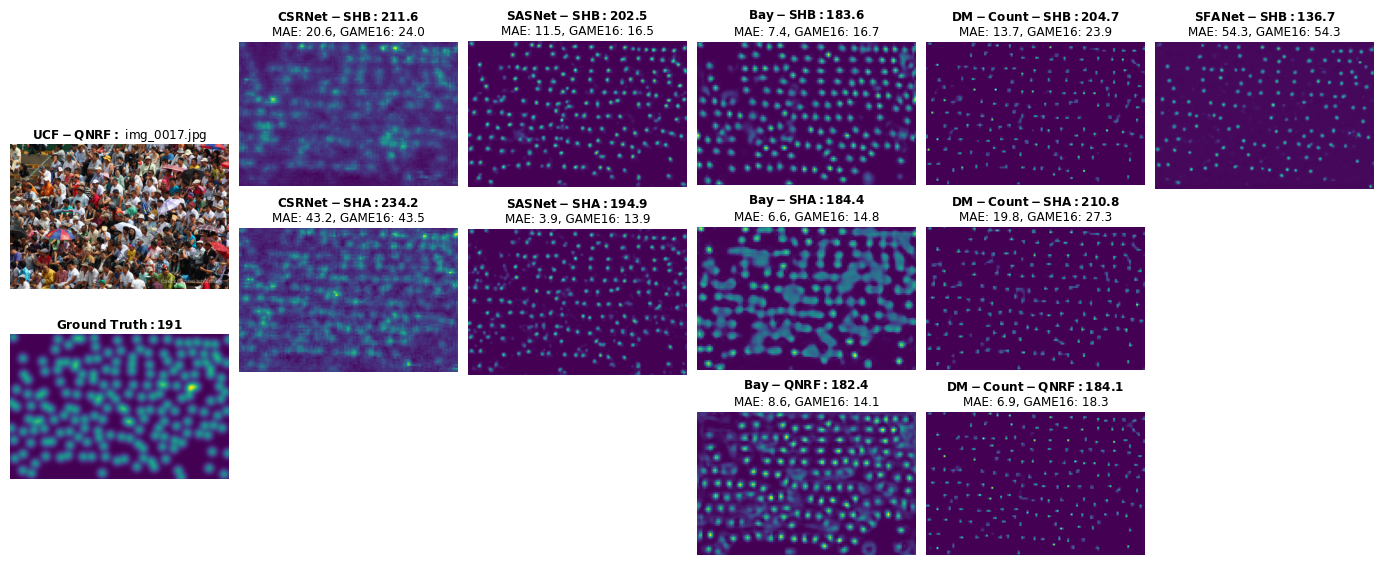 CSRNet-SHB: 211.6
MAE: 20.6, GAME16: 24.0
SASNet-SHB: 202.5
MAE: 11.5, GAME16: 16.5
Bay-SHB: 183.6
MAE: 7.4, GAME16: 16.7
DM-Count-SHB: 204.7
MAE: 13.7, GAME16: 23.9
SFANet-SHB: 136.7
MAE: 54.3, GAME16: 54.3
UCF-QNRF: img_0017.jpg
CSRNet-SHA: 234.2
MAE: 43.2, GAME16: 43.5
SASNet-SHA: 194.9
MAE: 3.9, GAME16: 13.9
Bay-SHA: 184.4
MAE: 6.6, GAME16: 14.8
DM-Count-SHA: 210.8
MAE: 19.8, GAME16: 27.3
Ground Truth: 191
Bay-QNRF: 182.4
MAE: 8.6, GAME16: 14.1
DM-Count-QNRF: 184.1
MAE: 6.9, GAME16: 18.3